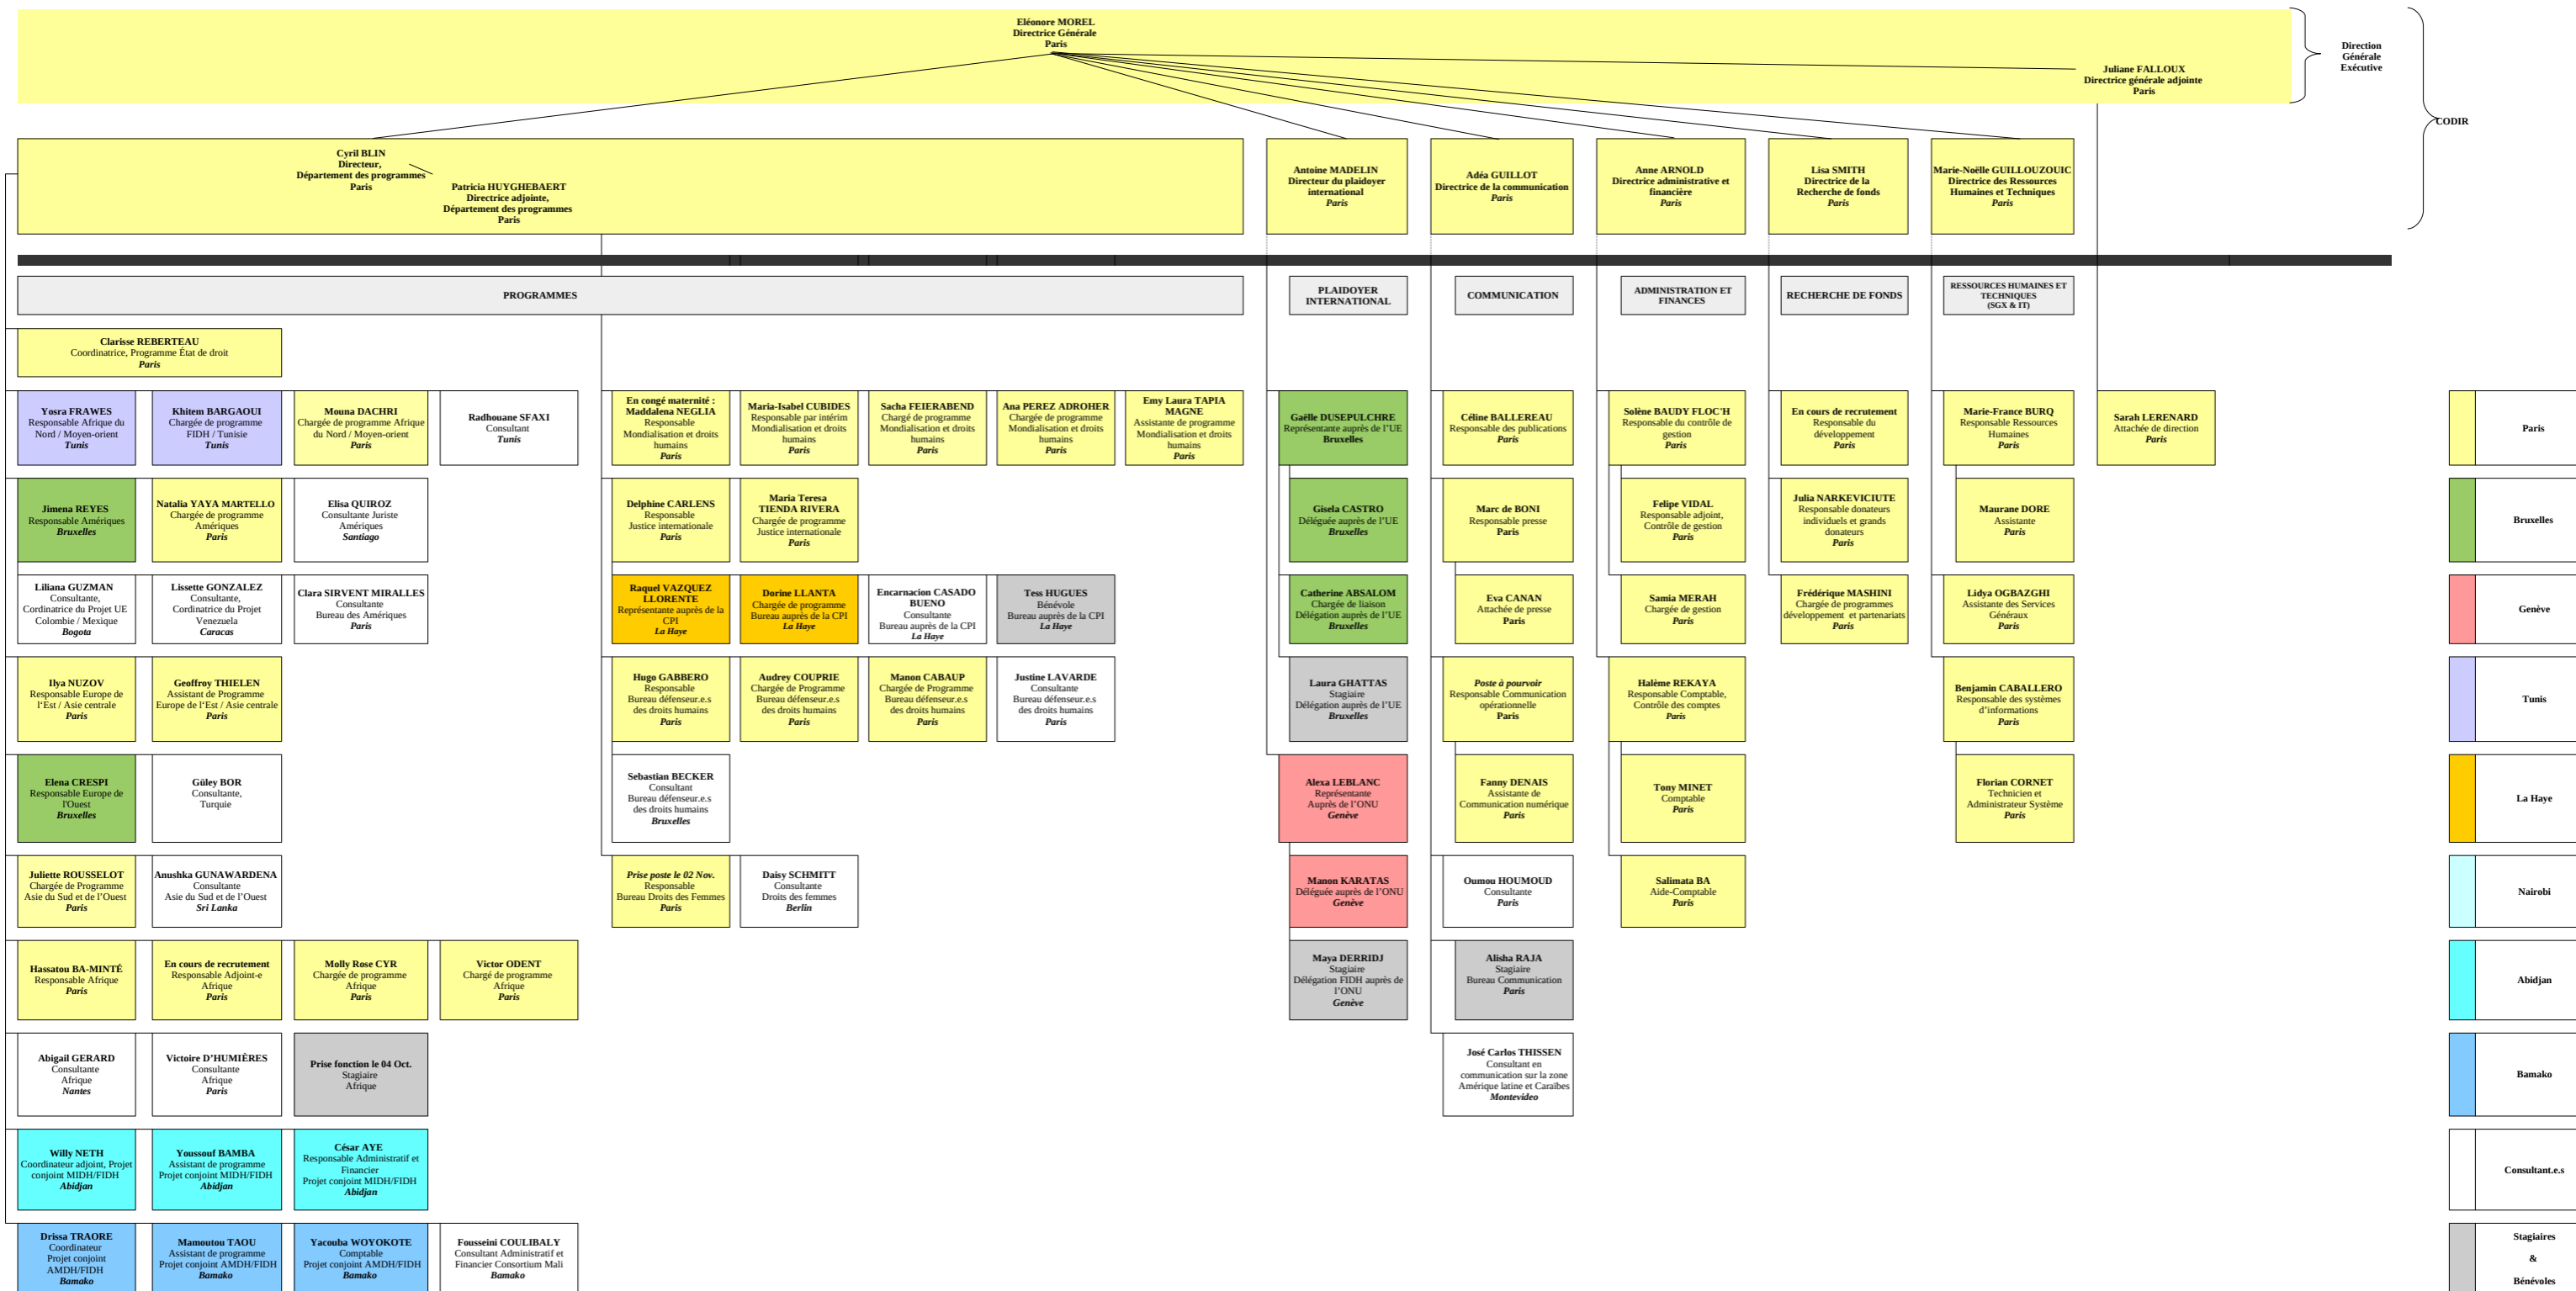 Eléonore MOREL
Directrice Générale
Paris
Juliane FALLOUX
Directrice générale adjointe
Paris
Direction
Générale
Exécutive
CODIR
Cyril BLIN
Directeur,
Département des programmes
Paris
Patricia HUYGHEBAERT
Directrice adjointe,
Département des programmes
Paris
Antoine MADELIN
Directeur du plaidoyer
international
Paris
Adéa GUILLOT
Directrice de la communication
Paris
Anne ARNOLD
Directrice administrative et
financière
Paris
Lisa SMITH
Directrice de la
Recherche de fonds
Paris
Marie-Noëlle GUILLOUZOUIC
Directrice des Ressources
Humaines et Techniques
Paris
PROGRAMMES
PLAIDOYER
INTERNATIONAL
COMMUNICATION
ADMINISTRATION ET
FINANCES
RECHERCHE DE FONDS
RESSOURCES HUMAINES ET
TECHNIQUES
(SGX & IT)
Clarisse REBERTEAU
Coordinatrice, Programme État de droit
Paris
Yosra FRAWES
Responsable Afrique du
Nord / Moyen-orient
Tunis
Khitem BARGAOUI
Chargée de programme
FIDH / Tunisie
Tunis
Mouna DACHRI
Chargée de programme Afrique
du Nord / Moyen-orient
Paris
Radhouane SFAXI
Consultant
Tunis
En congé maternité :
Maddalena NEGLIA
Responsable
Mondialisation et droits
humains
Paris
Maria-Isabel CUBIDES
Responsable par intérim
Mondialisation et droits
humains
Paris
Sacha FEIERABEND
Chargé de programme
Mondialisation et droits
humains
Paris
Ana PEREZ ADROHER
Chargée de programme
Mondialisation et droits
humains
Paris
Emy Laura TAPIA
MAGNE
Assistante de programme
Mondialisation et droits
humains
Paris
Gaëlle DUSEPULCHRE
Représentante auprès de l'UE
Bruxelles
Céline BALLEREAU
Responsable des publications
Paris
Solène BAUDY FLOC'H
Responsable du contrôle de
gestion
Paris
En cours de recrutement
Responsable du
développement
Paris
Marie-France BURQ
Responsable Ressources
Humaines
Paris
Sarah LERENARD
Attachée de direction
Paris
Paris
Jimena REYES
Responsable Amériques
Bruxelles
Natalia YAYA MARTELLO
Chargée de programme
Amériques
Paris
Elisa QUIROZ
Consultante Juriste
Amériques
Santiago
Delphine CARLENS
Responsable
Justice internationale
Paris
Maria Teresa
TIENDA RIVERA
Chargée de programme
Justice internationale
Paris
Gisela CASTRO
Déléguée auprès de l'UE
Bruxelles
Marc de BONI
Responsable presse
Paris
Felipe VIDAL
Responsable adjoint,
Contrôle de gestion
Paris
Julia NARKEVICIUTE
Responsable donateurs
individuels et grands
donateurs
Paris
Maurane DORE
Assistante
Paris
Bruxelles
Liliana GUZMAN
Consultante,
Cordinatrice du Projet UE
Colombie / Mexique
Bogota
Lissette GONZALEZ
Consultante,
Cordinatrice du Projet
Venezuela
Caracas
Clara SIRVENT MIRALLES
Consultante
Bureau des Amériques
Paris
Raquel VAZQUEZ
LLORENTE
Représentante auprès de la
CPI
La Haye
Dorine LLANTA
Chargée de programme
Bureau auprès de la CPI
La Haye
Encarnacion CASADO
BUENO
Consultante
Bureau auprès de la CPI
La Haye
Tess HUGUES
Bénévole
Bureau auprès de la CPI
La Haye
Catherine ABSALOM
Chargée de liaison
Délégation auprès de l'UE
Bruxelles
Eva CANAN
Attachée de presse
Paris
Samia MERAH
Chargée de gestion
Paris
Frédérique MASHINI
Chargée de programmes
développement et partenariats
Paris
Lidya OGBAZGHI
Assistante des Services
Généraux
Paris
Genève
Ilya NUZOV
Responsable Europe de
l'Est / Asie centrale
Paris
Geoffroy THIELEN
Assistant de Programme
Europe de l'Est / Asie centrale
Paris
Hugo GABBERO
Responsable
Bureau défenseur.e.s
des droits humains
Paris
Audrey COUPRIE
Chargée de Programme
Bureau défenseur.e.s
des droits humains
Paris
Manon CABAUP
Chargée de Programme
Bureau défenseur.e.s
des droits humains
Paris
Justine LAVARDE
Consultante
Bureau défenseur.e.s
des droits humains
Paris
Laura GHATTAS
Stagiaire
Délégation auprès de l'UE
Bruxelles
Poste à pourvoir
Responsable Communication
opérationnelle
Paris
Halème REKAYA
Responsable Comptable,
Contrôle des comptes
Paris
Benjamin CABALLERO
Responsable des systèmes
d'informations
Paris
Tunis
Elena CRESPI
Responsable Europe de
l'Ouest
Bruxelles
Güley BOR
Consultante,
Turquie
Sebastian BECKER
Consultant
Bureau défenseur.e.s
des droits humains
Bruxelles
Alexa LEBLANC
Représentante
Auprès de l'ONU
Genève
Fanny DENAIS
Assistante de
Communication numérique
Paris
Tony MINET
Comptable
Paris
Florian CORNET
Technicien et
Administrateur Système
Paris
La Haye
Juliette ROUSSELOT
Chargée de Programme
Asie du Sud et de l'Ouest
Paris
Anushka GUNAWARDENA
Consultante
Asie du Sud et de l'Ouest
Sri Lanka
Prise poste le 02 Nov.
Responsable
Bureau Droits des Femmes
Paris
Daisy SCHMITT
Consultante
Droits des femmes
Berlin
Manon KARATAS
Déléguée auprès de l'ONU
Genève
Oumou HOUMOUD
Consultante
Paris
Salimata BA
Aide-Comptable
Paris
Nairobi
Hassatou BA-MINTÉ
Responsable Afrique
Paris
En cours de recrutement
Responsable Adjoint-e
Afrique
Paris
Molly Rose CYR
Chargée de programme
Afrique
Paris
Victor ODENT
Chargé de programme
Afrique
Paris
Maya DERRIDJ
Stagiaire
Délégation FIDH auprès de
l'ONU
Genève
Alisha RAJA
Stagiaire
Bureau Communication
Paris
Abidjan
Abigail GERARD
Consultante
Afrique
Nantes
Victoire D'HUMIÈRES
Consultante
Afrique
Paris
Prise fonction le 04 Oct.
Stagiaire
Afrique
José Carlos THISSEN
Consultant en
communication sur la zone
Amérique latine et Caraïbes
Montevideo
Bamako
Willy NETH
Coordinateur adjoint, Projet
conjoint MIDH/FIDH
Abidjan
Youssouf BAMBA
Assistant de programme
Projet conjoint MIDH/FIDH
Abidjan
César AYE
Responsable Administratif et
Financier
Projet conjoint MIDH/FIDH
Abidjan
Consultant.e.s
Drissa TRAORE
Coordinateur
Projet conjoint
AMDH/FIDH
Bamako
Mamoutou TAOU
Assistant de programme
Projet conjoint AMDH/FIDH
Bamako
Yacouba WOYOKOTE
Comptable
Projet conjoint AMDH/FIDH
Bamako
Fousseini COULIBALY
Consultant Administratif et
Financier Consortium Mali
Bamako
Stagiaires
&
Bénévoles